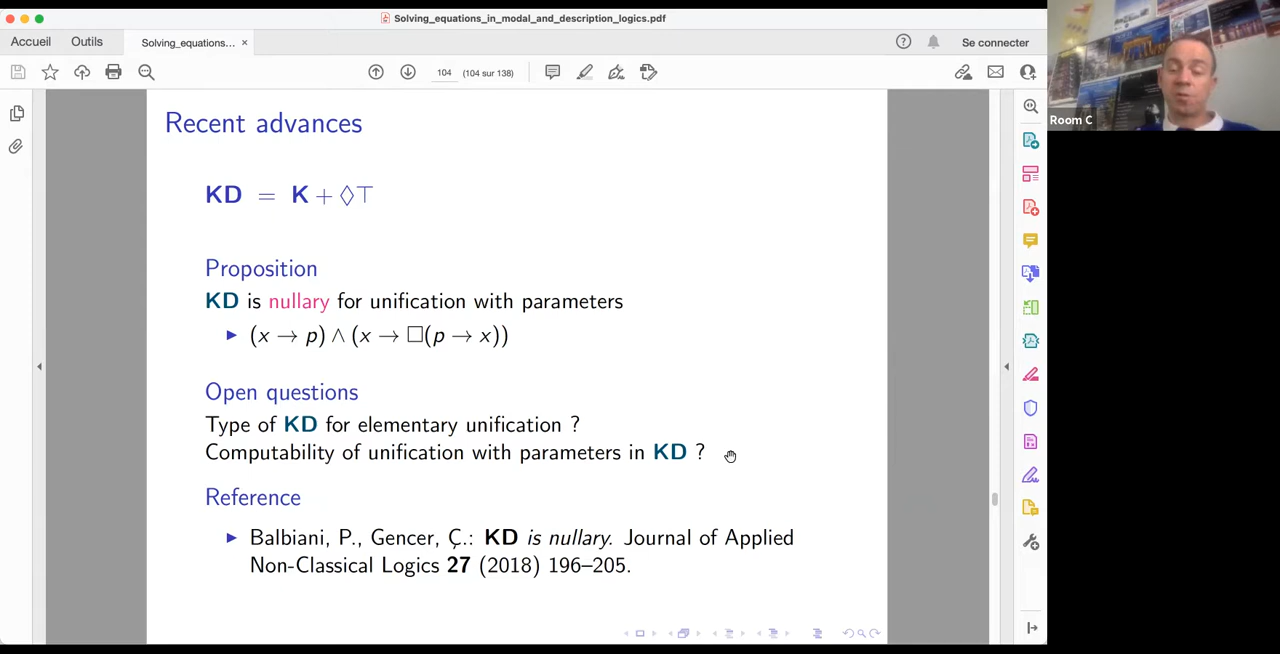 Solving_equations_in_modal_and_description_logics.pdf
Accueil Outils Solving_equations... × Se connecter
104 (104 sur 138)
Room C
Recent advances
KD = K + ◊⊤
Proposition
KD is nullary for unification with parameters
▶ (x → p) ∧ (x → □(p → x))
Open questions
Type of KD for elementary unification ?
Computability of unification with parameters in KD ?
Reference
▶ Balbiani, P., Gencer, Ç.: KD is nullary. Journal of Applied
Non-Classical Logics 27 (2018) 196–205.